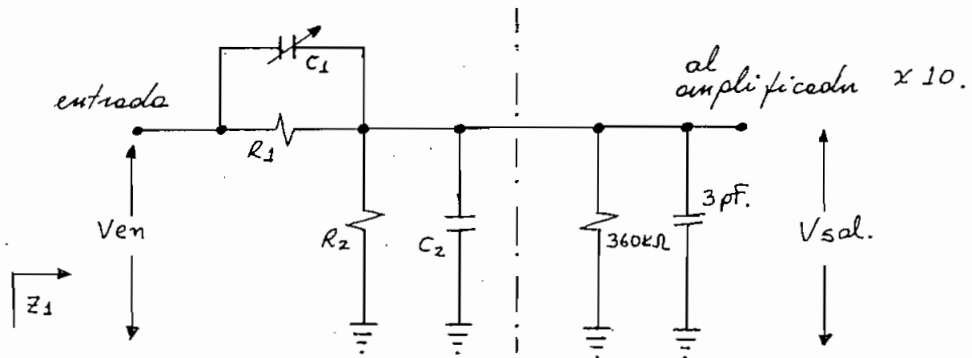 C1
al
amplificador x 10.
entrada
R1
3pF.
Ven
R2
C2
360KΩ
Vsal.
Z1